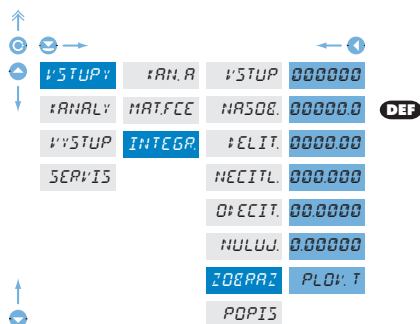 VSTUPY KAN. A VSTUP 000000
KANALY MAT.FCE NASOB. 00000.0 DEF
VYSTUP INTEGR. DELIT. 0000.00
SERVIS NECITL. 000.000
ODECIT. 00.0000
NULUJ. 0.00000
ZOBRAZ PLOV. T
POPIS